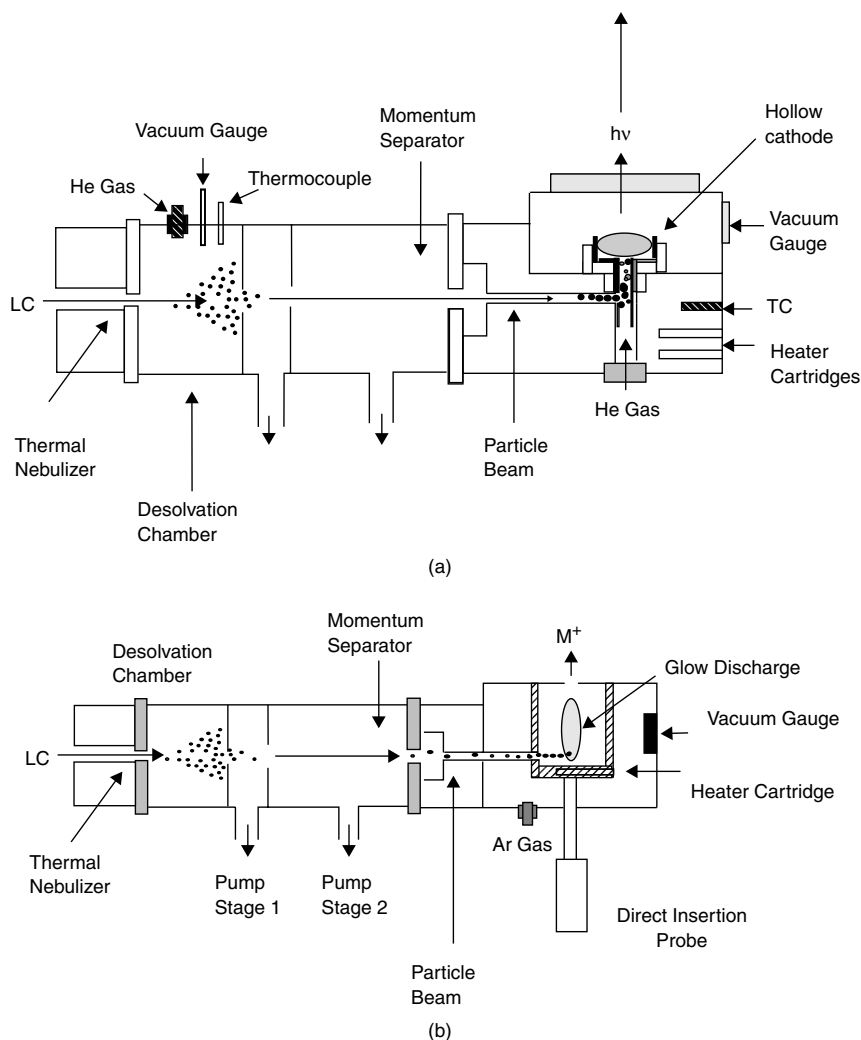 Momentum
Separator
hν
Hollow
cathode
Vacuum Gauge
He Gas
Thermocouple
Vacuum
Gauge
LC
TC
Heater
Cartridges
He Gas
Thermal
Nebulizer
Particle
Beam
Desolvation
Chamber
(a)
Momentum
Separator
M+
Desolvation
Chamber
Glow Discharge
Vacuum Gauge
LC
Heater Cartridge
Ar Gas
Thermal
Nebulizer
Pump
Stage 1
Pump
Stage 2
Direct Insertion
Probe
Particle
Beam
(b)